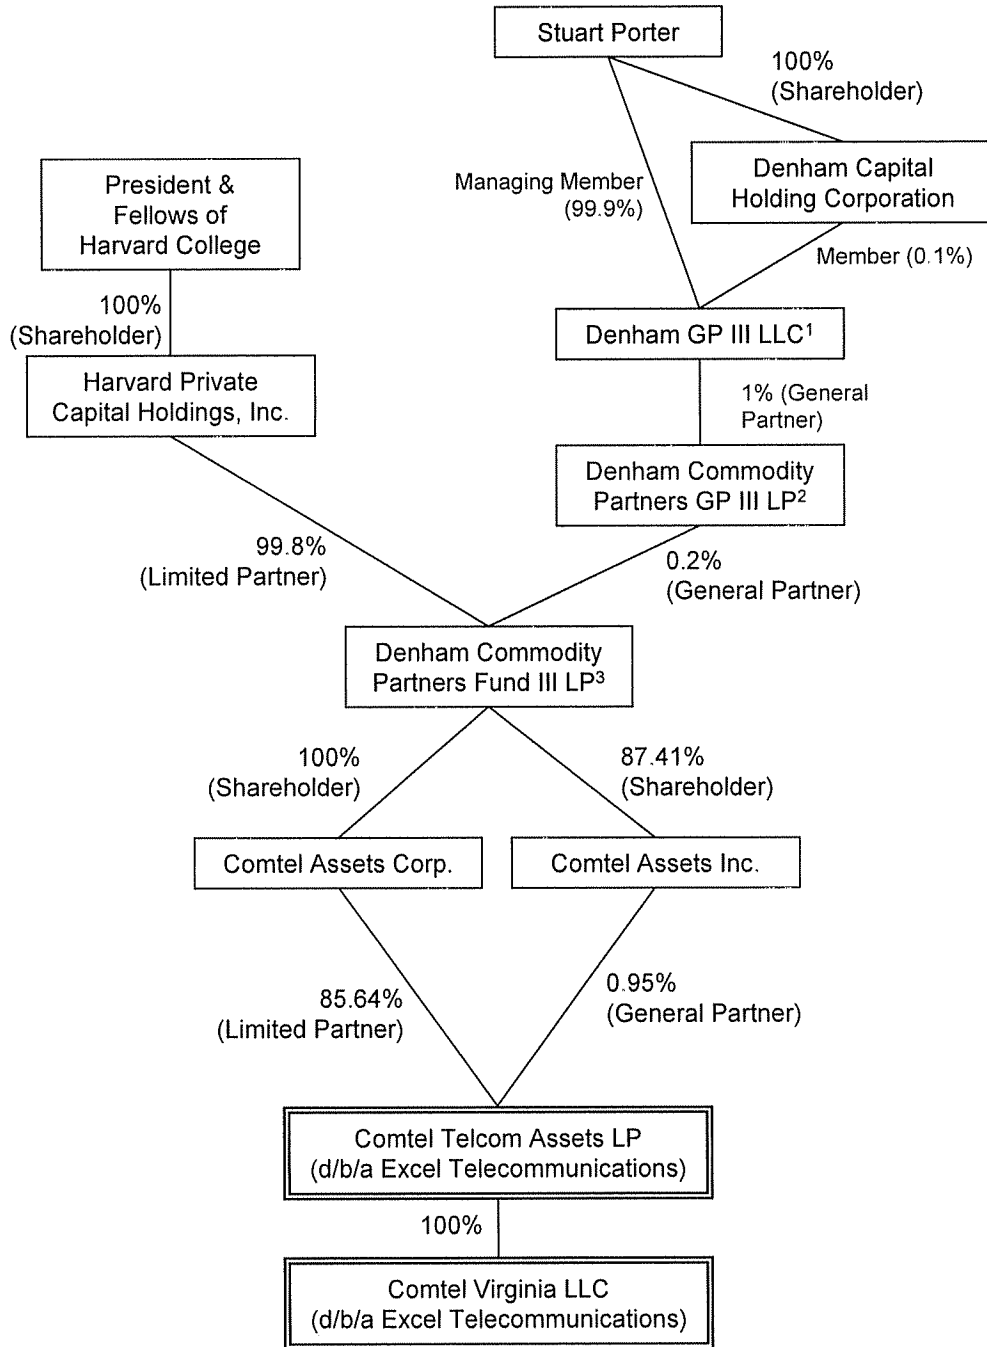 Stuart Porter
100%
(Shareholder)
Denham Capital
Holding Corporation
President &
Fellows of
Harvard College
Managing Member
(99.9%)
Member (0.1%)
100%
(Shareholder)
Denham GP III LLC¹
Harvard Private
Capital Holdings, Inc.
1% (General
Partner)
Denham Commodity
Partners GP III LP²
99.8%
(Limited Partner)
0.2%
(General Partner)
Denham Commodity
Partners Fund III LP³
100%
(Shareholder)
87.41%
(Shareholder)
Comtel Assets Corp.
Comtel Assets Inc.
85.64%
(Limited Partner)
0.95%
(General Partner)
Comtel Telcom Assets LP
(d/b/a Excel Telecommunications)
100%
Comtel Virginia LLC
(d/b/a Excel Telecommunications)